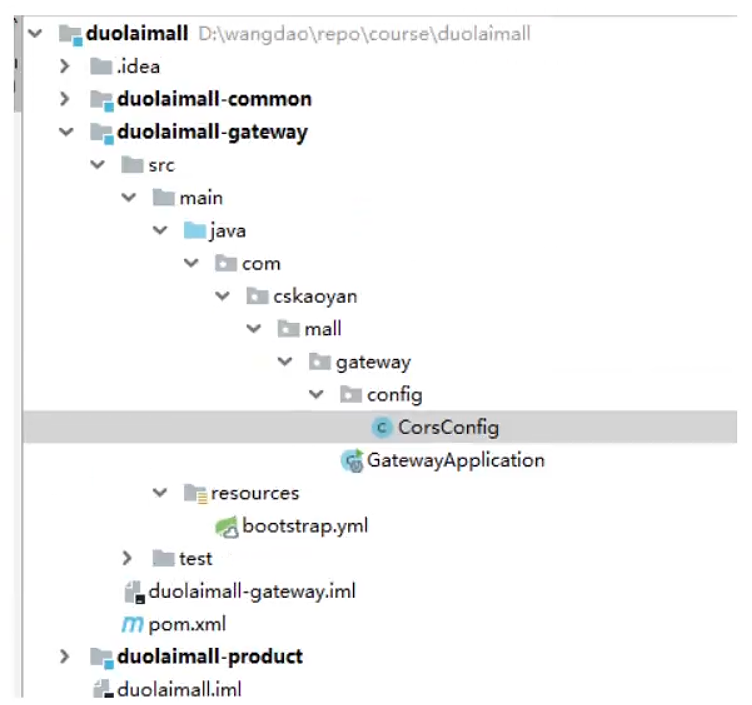 duolaimall D:\wangdao\repo\course\duolaimall
.idea
duolaimall-common
duolaimall-gateway
src
main
java
com
cskaoyan
mall
gateway
config
CorsConfig
GatewayApplication
resources
bootstrap.yml
test
duolaimall-gateway.iml
pom.xml
duolaimall-product
duolaimall.iml